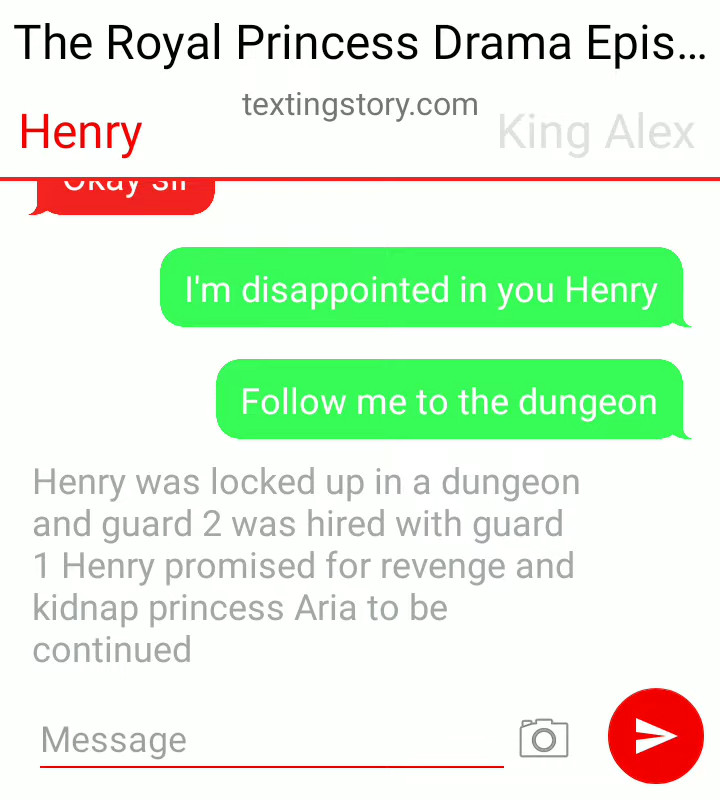 The Royal Princess Drama Epis...
textingstory.com
Henry
King Alex
Okay Sir
I'm disappointed in you Henry
Follow me to the dungeon
Henry was locked up in a dungeon
and guard 2 was hired with guard
1 Henry promised for revenge and
kidnap princess Aria to be
continued
Message